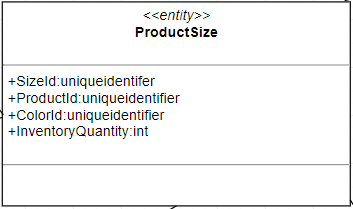 <<entity>>
ProductSize
+SizeId:uniqueidentifer
+ProductId:uniqueidentifier
+ColorId:uniqueidentifier
+InventoryQuantity:int